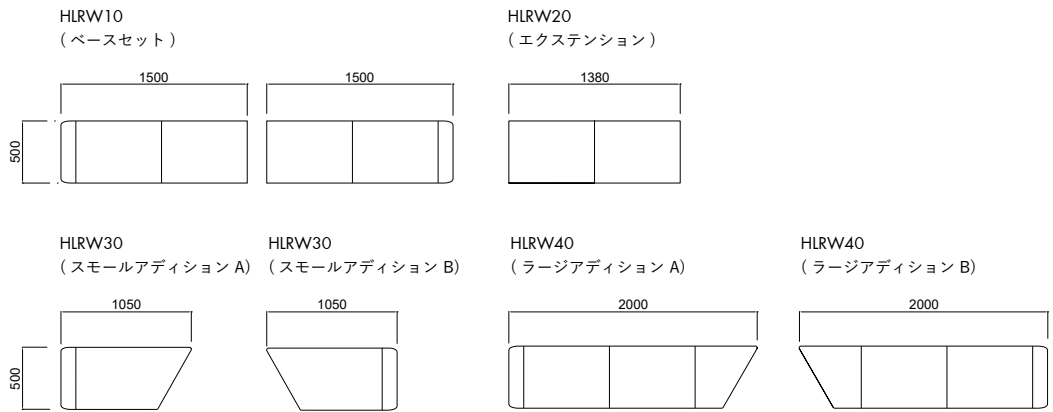 HLRW10
( ベースセット )
HLRW20
( エクステンション )
1500
1500
1380
500
HLRW30
( スモールアディション A)
HLRW30
( スモールアディション B)
HLRW40
( ラージアディション A)
HLRW40
( ラージアディション B)
1050
1050
2000
2000
500